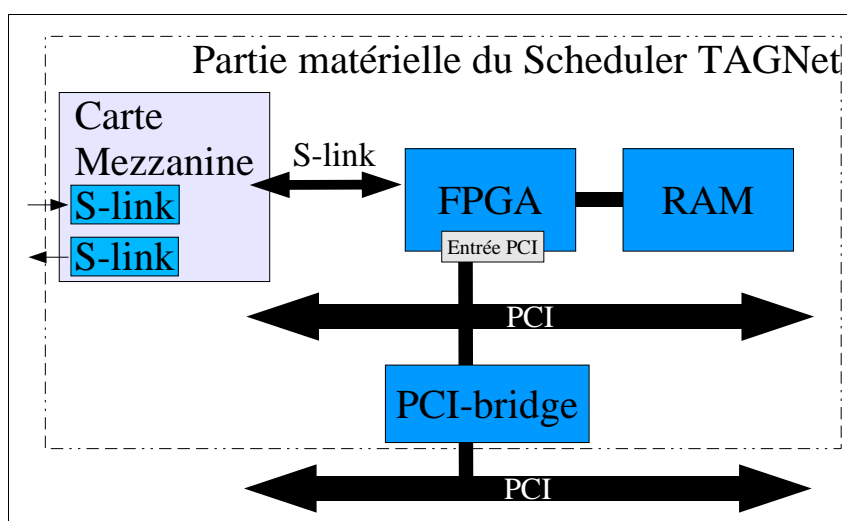 Partie matérielle du Scheduler TAGNet
Carte
Mezzanine
S-link
S-link
S-link
FPGA
Entrée PCI
RAM
PCI
PCI-bridge
PCI